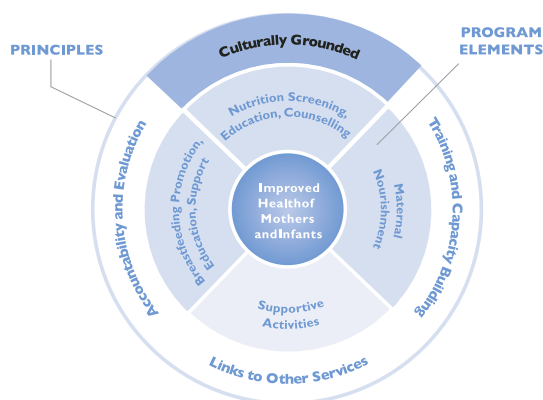 PRINCIPLES
PROGRAM
ELEMENTS
Culturally Grounded
Nutrition Screening,
Education, Counselling
Accountability and Evaluation
Breastfeeding Promotion,
Education, Support
Improved
Healthof
Mothers
andInfants
Maternal
Nourishment
Training and Capacity Building
Supportive
Activities
Links to Other Services